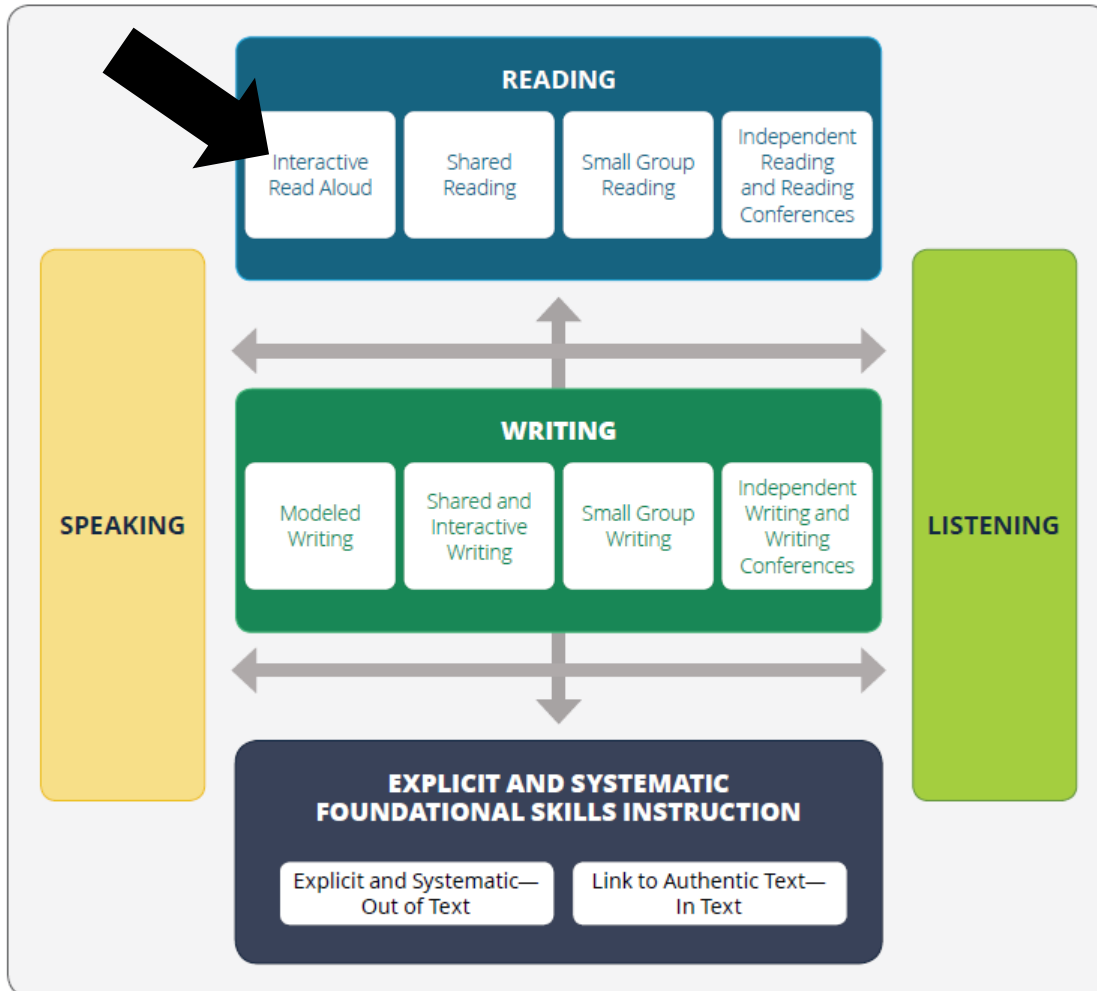 READING
Interactive
Read Aloud
Shared
Reading
Small Group
Reading
Independent
Reading
and Reading
Conferences
SPEAKING
WRITING
Modeled
Writing
Shared and
Interactive
Writing
Small Group
Writing
Independent
Writing and
Writing
Conferences
LISTENING
EXPLICIT AND SYSTEMATIC
FOUNDATIONAL SKILLS INSTRUCTION
Explicit and Systematic—
Out of Text
Link to Authentic Text—
In Text